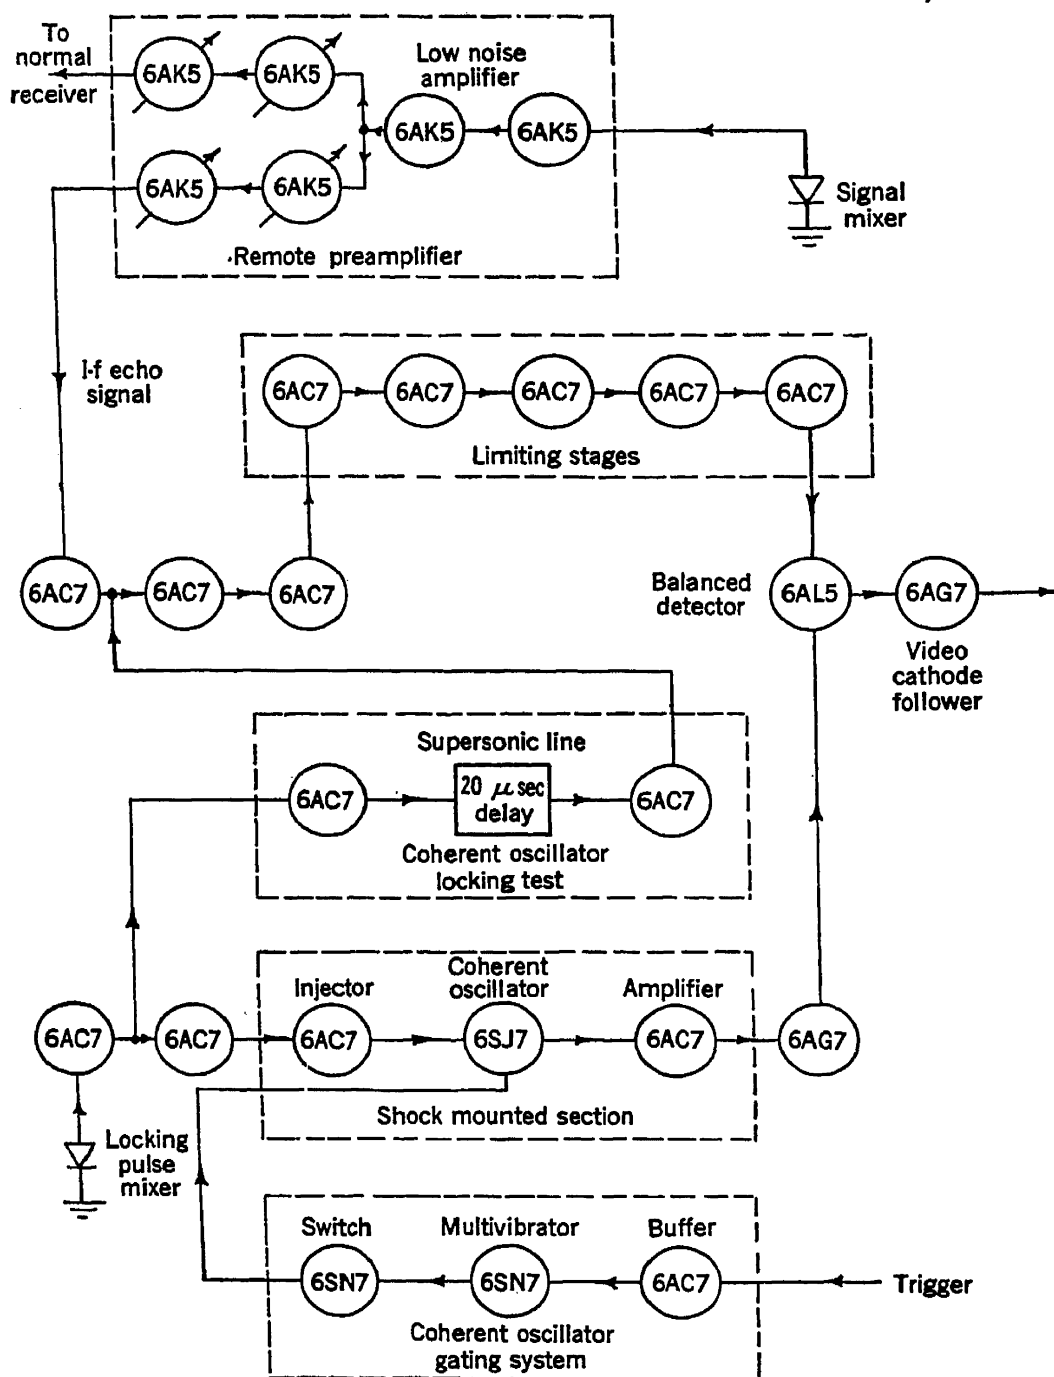 To
normal
receiver
6AK5
6AK5
Low noise
amplifier
6AK5
6AK5
6AK5
6AK5
Signal
mixer
Remote preamplifier
I-f echo
signal
6AC7
6AC7
6AC7
6AC7
6AC7
Limiting stages
6AC7
6AC7
6AC7
Balanced
detector
6AL5
6AG7
Video
cathode
follower
Supersonic line
6AC7
20 μ sec
delay
6AC7
Coherent oscillator
locking test
Injector
Coherent
oscillator
Amplifier
6AC7
6AC7
6AC7
6SJ7
6AC7
6AG7
Shock mounted section
Locking
pulse
mixer
Switch
Multivibrator
Buffer
6SN7
6SN7
6AC7
Trigger
Coherent oscillator
gating system